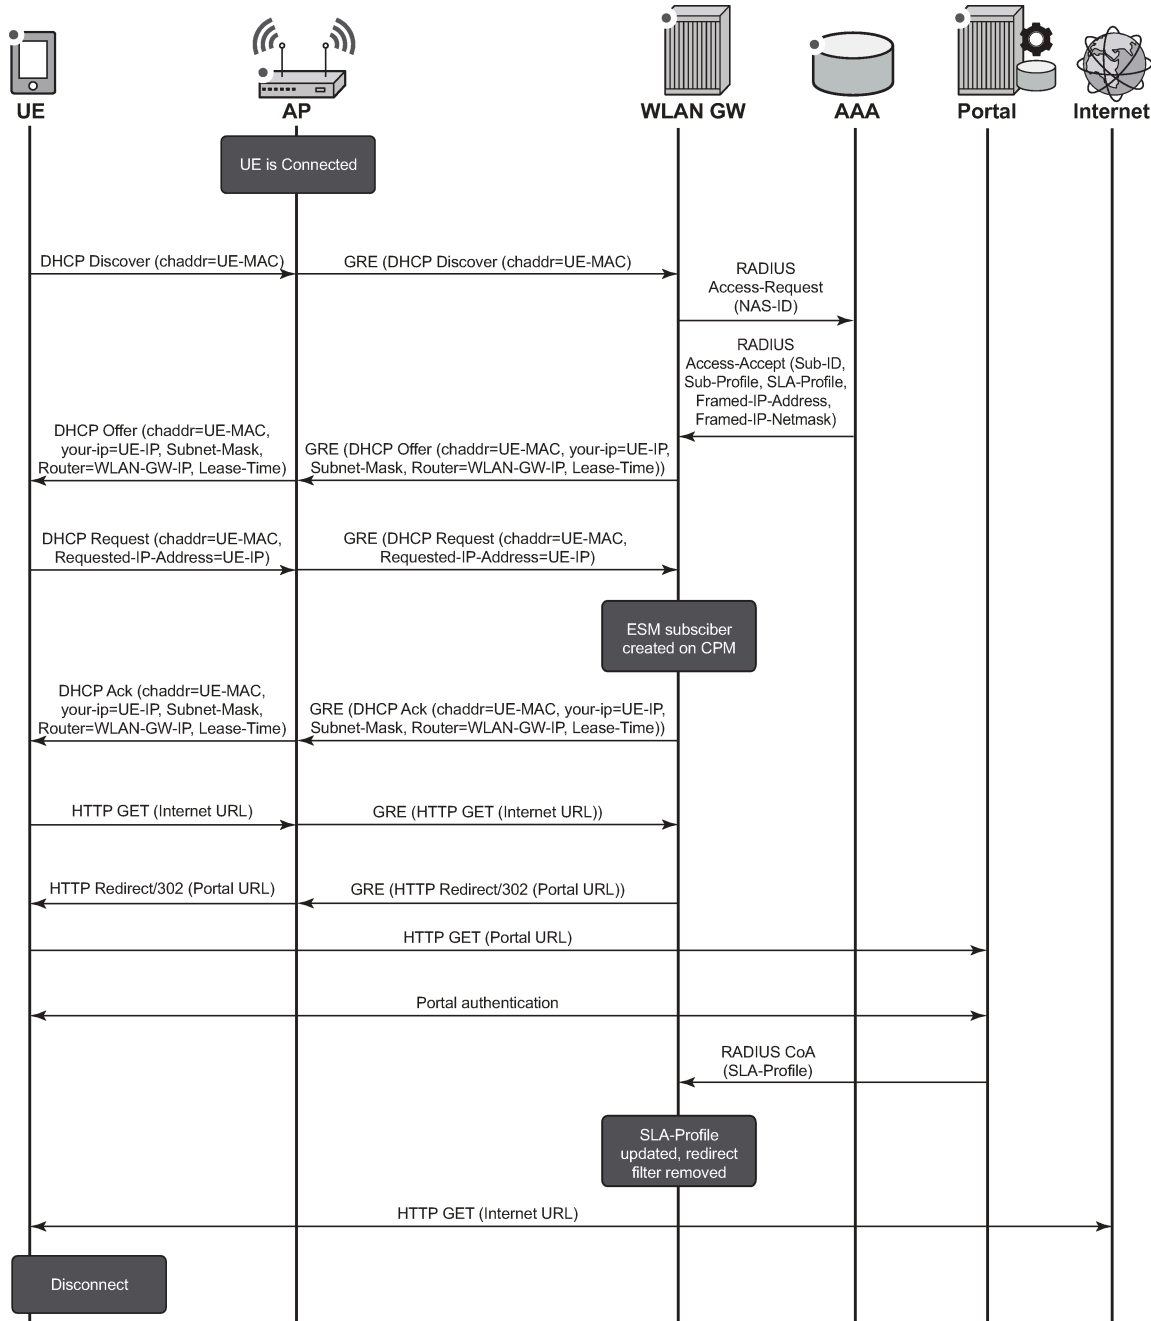 UE
AP
WLAN GW
AAA
Portal
Internet
UE is Connected
DHCP Discover (chaddr=UE-MAC)
GRE (DHCP Discover (chaddr=UE-MAC)
RADIUS
Access-Request
(NAS-ID)
RADIUS
Access-Accept (Sub-ID,
Sub-Profile, SLA-Profile,
Framed-IP-Address,
Framed-IP-Netmask)
DHCP Offer (chaddr=UE-MAC,
your-ip=UE-IP, Subnet-Mask,
Router=WLAN-GW-IP, Lease-Time)
GRE (DHCP Offer (chaddr=UE-MAC, your-ip=UE-IP,
Subnet-Mask, Router=WLAN-GW-IP, Lease-Time))
DHCP Request (chaddr=UE-MAC,
Requested-IP-Address=UE-IP)
GRE (DHCP Request (chaddr=UE-MAC,
Requested-IP-Address=UE-IP)
ESM subsciber
created on CPM
DHCP Ack (chaddr=UE-MAC,
your-ip=UE-IP, Subnet-Mask,
Router=WLAN-GW-IP, Lease-Time)
GRE (DHCP Ack (chaddr=UE-MAC, your-ip=UE-IP,
Subnet-Mask, Router=WLAN-GW-IP, Lease-Time))
HTTP GET (Internet URL)
GRE (HTTP GET (Internet URL))
HTTP Redirect/302 (Portal URL)
GRE (HTTP Redirect/302 (Portal URL))
HTTP GET (Portal URL)
Portal authentication
RADIUS CoA
(SLA-Profile)
SLA-Profile
updated, redirect
filter removed
HTTP GET (Internet URL)
Disconnect